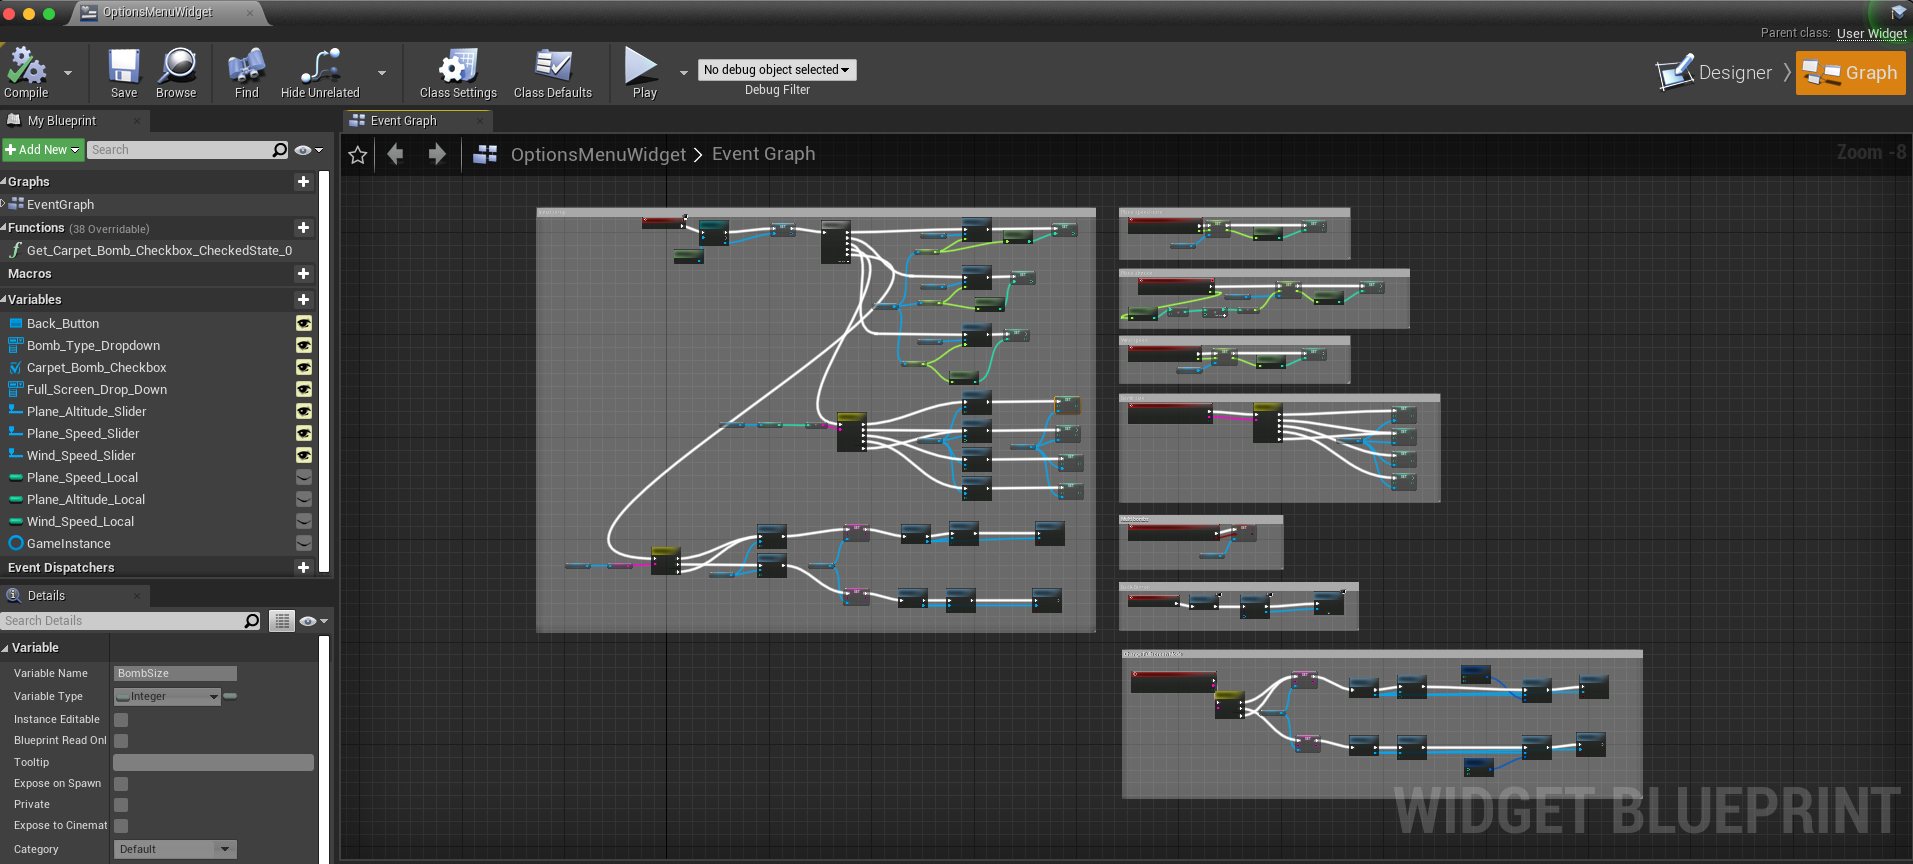 OptionsMenuWidget
Parent class: User Widget
Compile
Save
Browse
Find
Hide Unrelated
Class Settings
Class Defaults
Play
No debug object selected
Debug Filter
Designer
Graph
My Blueprint
Event Graph
Add New
Search
OptionsMenuWidget > Event Graph
Zoom -8
Graphs
EventGraph
Functions (38 Overridable)
Get_Carpet_Bomb_Checkbox_CheckedState_0
Macros
Variables
Back_Button
Bomb_Type_Dropdown
Carpet_Bomb_Checkbox
Full_Screen_Drop_Down
Plane_Altitude_Slider
Plane_Speed_Slider
Wind_Speed_Slider
Plane_Speed_Local
Plane_Altitude_Local
Wind_Speed_Local
GameInstance
Event Dispatchers
Details
Search Details
Variable
Variable Name BombSize
Variable Type Integer
Instance Editable
Blueprint Read Onl
Tooltip
Expose on Spawn
Private
Expose to Cinemat
Category Default
WIDGET BLUEPRINT